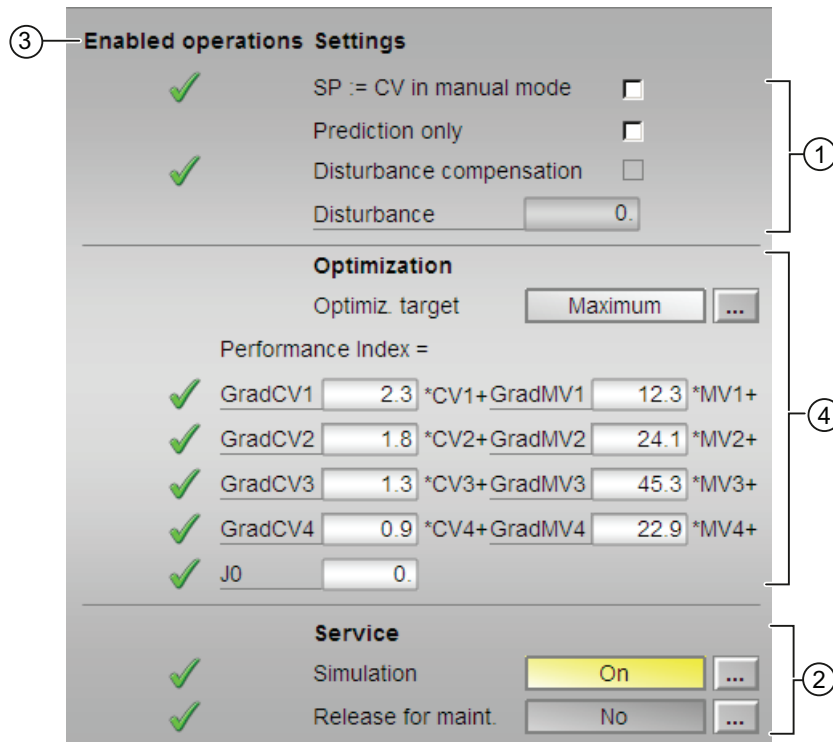 3 Enabled operations Settings
SP := CV in manual mode
Prediction only
1
Disturbance compensation
Disturbance 0.
Optimization
Optimiz. target Maximum ...
Performance Index =
GradCV1 2.3 *CV1+ GradMV1 12.3 *MV1+
4
GradCV2 1.8 *CV2+ GradMV2 24.1 *MV2+
GradCV3 1.3 *CV3+ GradMV3 45.3 *MV3+
GradCV4 0.9 *CV4+ GradMV4 22.9 *MV4+
J0 0.
Service
Simulation On ...
2
Release for maint. No ...